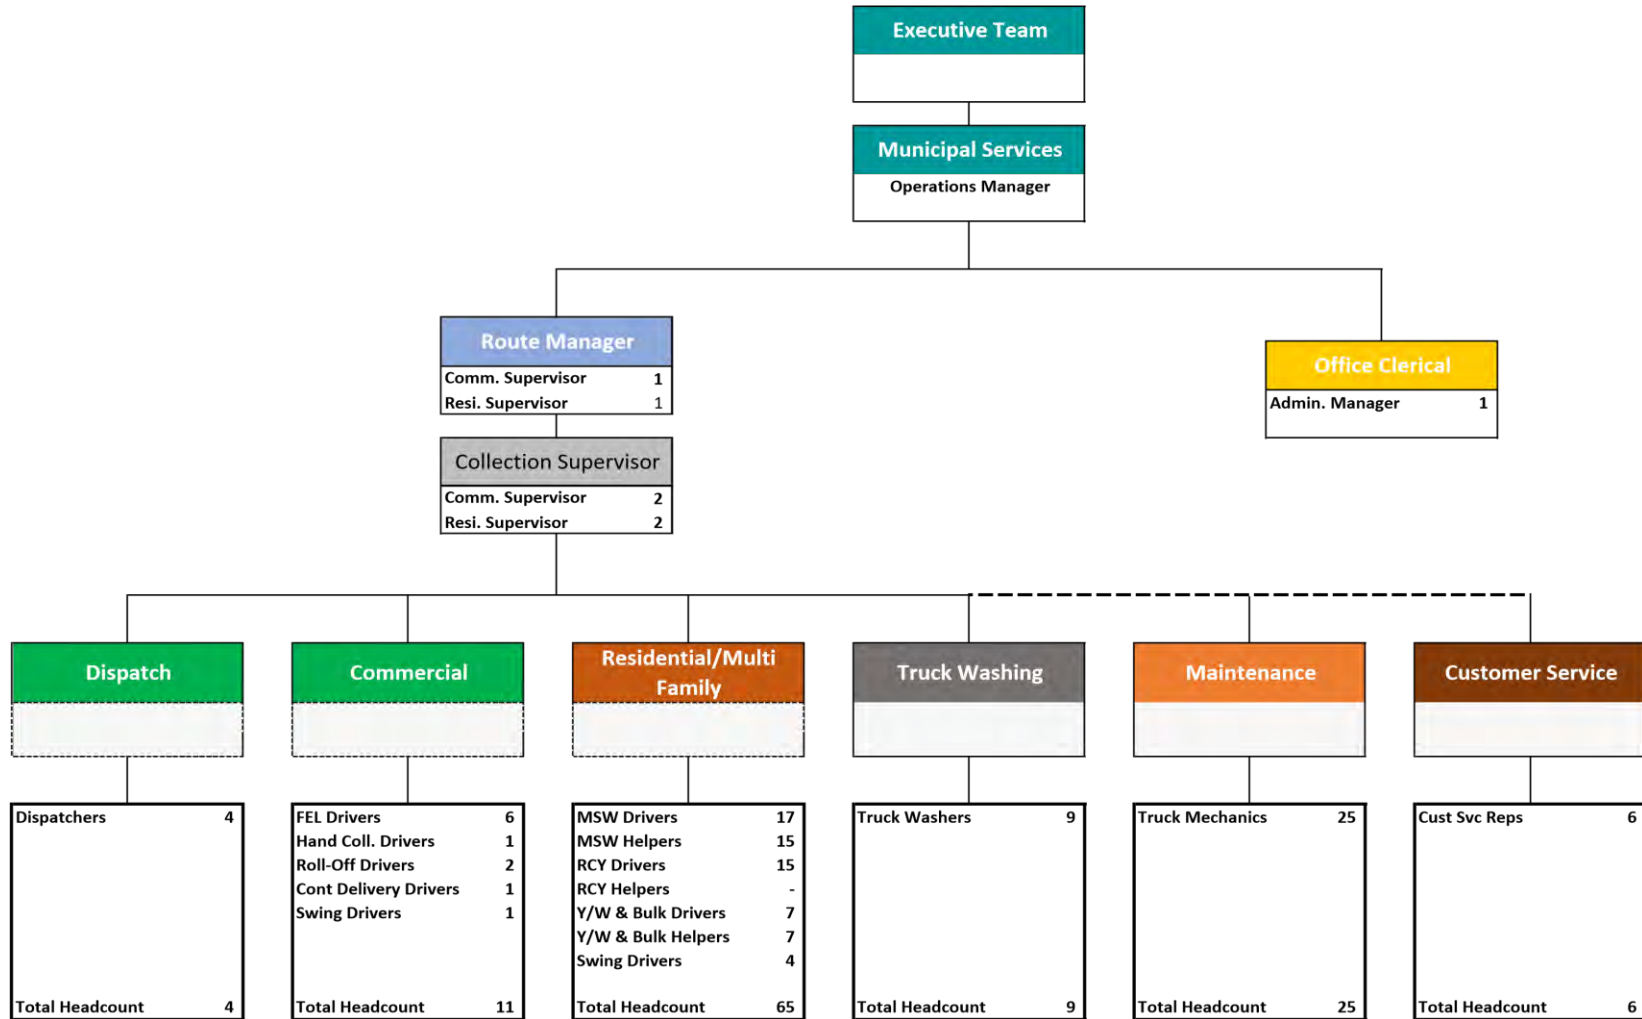 Executive Team
Municipal Services
Operations Manager
Route Manager
Comm. Supervisor 1
Resi. Supervisor 1
Office Clerical
Admin. Manager 1
Collection Supervisor
Comm. Supervisor 2
Resi. Supervisor 2
Dispatch
Dispatchers 4
Total Headcount 4
Commercial
FEL Drivers 6
Hand Coll. Drivers 1
Roll-Off Drivers 2
Cont Delivery Drivers 1
Swing Drivers 1
Total Headcount 11
Residential/Multi
Family
MSW Drivers 17
MSW Helpers 15
RCY Drivers 15
RCY Helpers -
Y/W & Bulk Drivers 7
Y/W & Bulk Helpers 7
Swing Drivers 4
Total Headcount 65
Truck Washing
Truck Washers 9
Total Headcount 9
Maintenance
Truck Mechanics 25
Total Headcount 25
Customer Service
Cust Svc Reps 6
Total Headcount 6